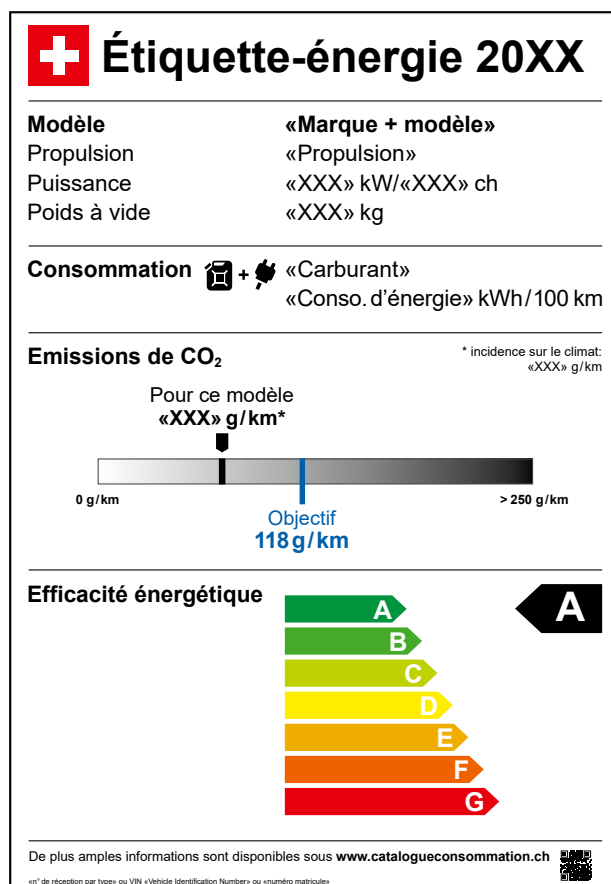 Étiquette-énergie 20XX
Modèle «Marque + modèle»
Propulsion «Propulsion»
Puissance «XXX» kW/«XXX» ch
Poids à vide «XXX» kg
Consommation + «Carburant»
«Conso. d'énergie» kWh/100 km
Emissions de CO₂
* incidence sur le climat:
«XXX» g/km
Pour ce modèle
«XXX» g/km*
0 g/km
> 250 g/km
Objectif
118 g/km
Efficacité énergétique
A
A
B
C
D
E
F
G
De plus amples informations sont disponibles sous www.catalogueconsommation.ch
«n° de réception par type» ou VIN «Vehicle Identification Number» ou «numéro matricule»